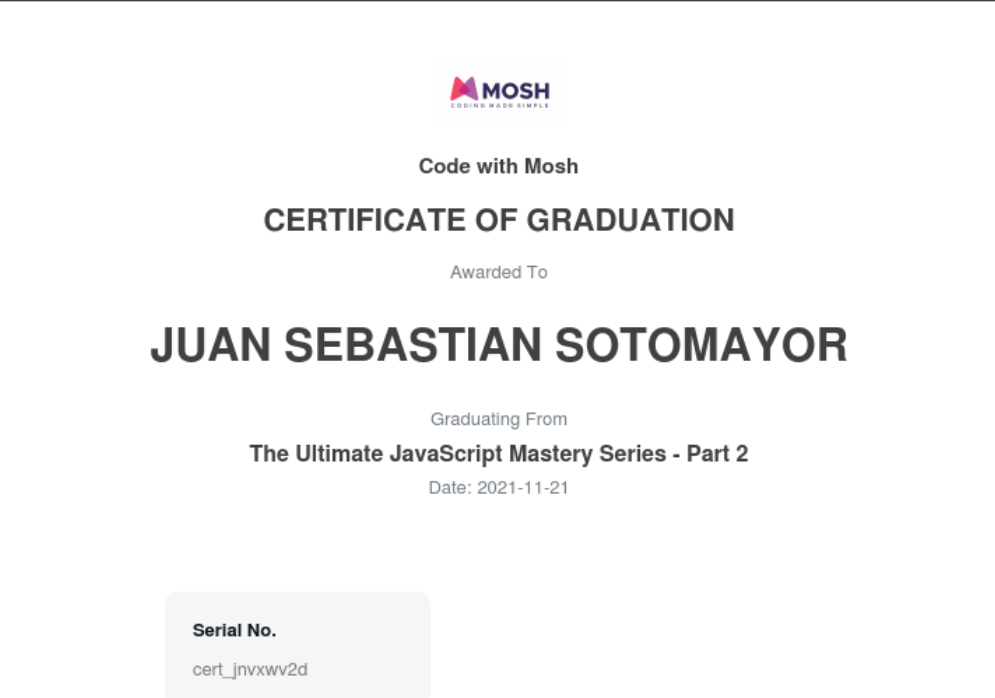 MOSH
CODING MADE SIMPLE
Code with Mosh
CERTIFICATE OF GRADUATION
Awarded To
JUAN SEBASTIAN SOTOMAYOR
Graduating From
The Ultimate JavaScript Mastery Series - Part 2
Date: 2021-11-21
Serial No.
cert_jnvxwv2d